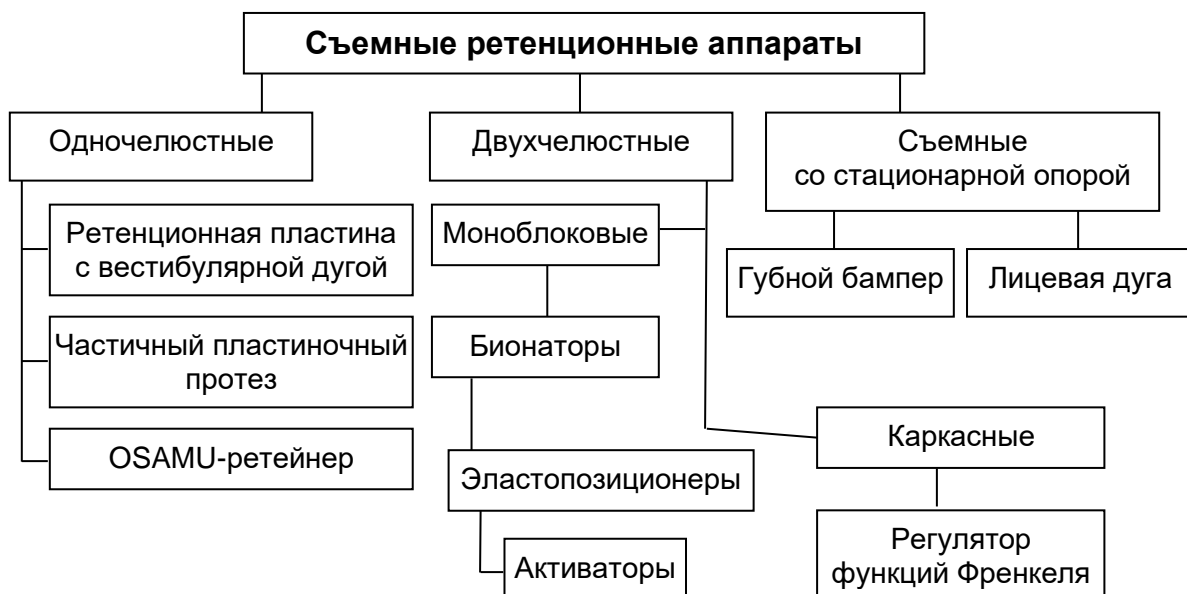 Съемные ретенционные аппараты
Одночелюстные
Двухчелюстные
Съемные
со стационарной опорой
Ретенционная пластина
с вестибулярной дугой
Моноблоковые
Губной бампер
Лицевая дуга
Частичный пластиночный
протез
Бионаторы
OSAMU-ретейнер
Эластопозиционеры
Каркасные
Активаторы
Регулятор
функций Френкеля